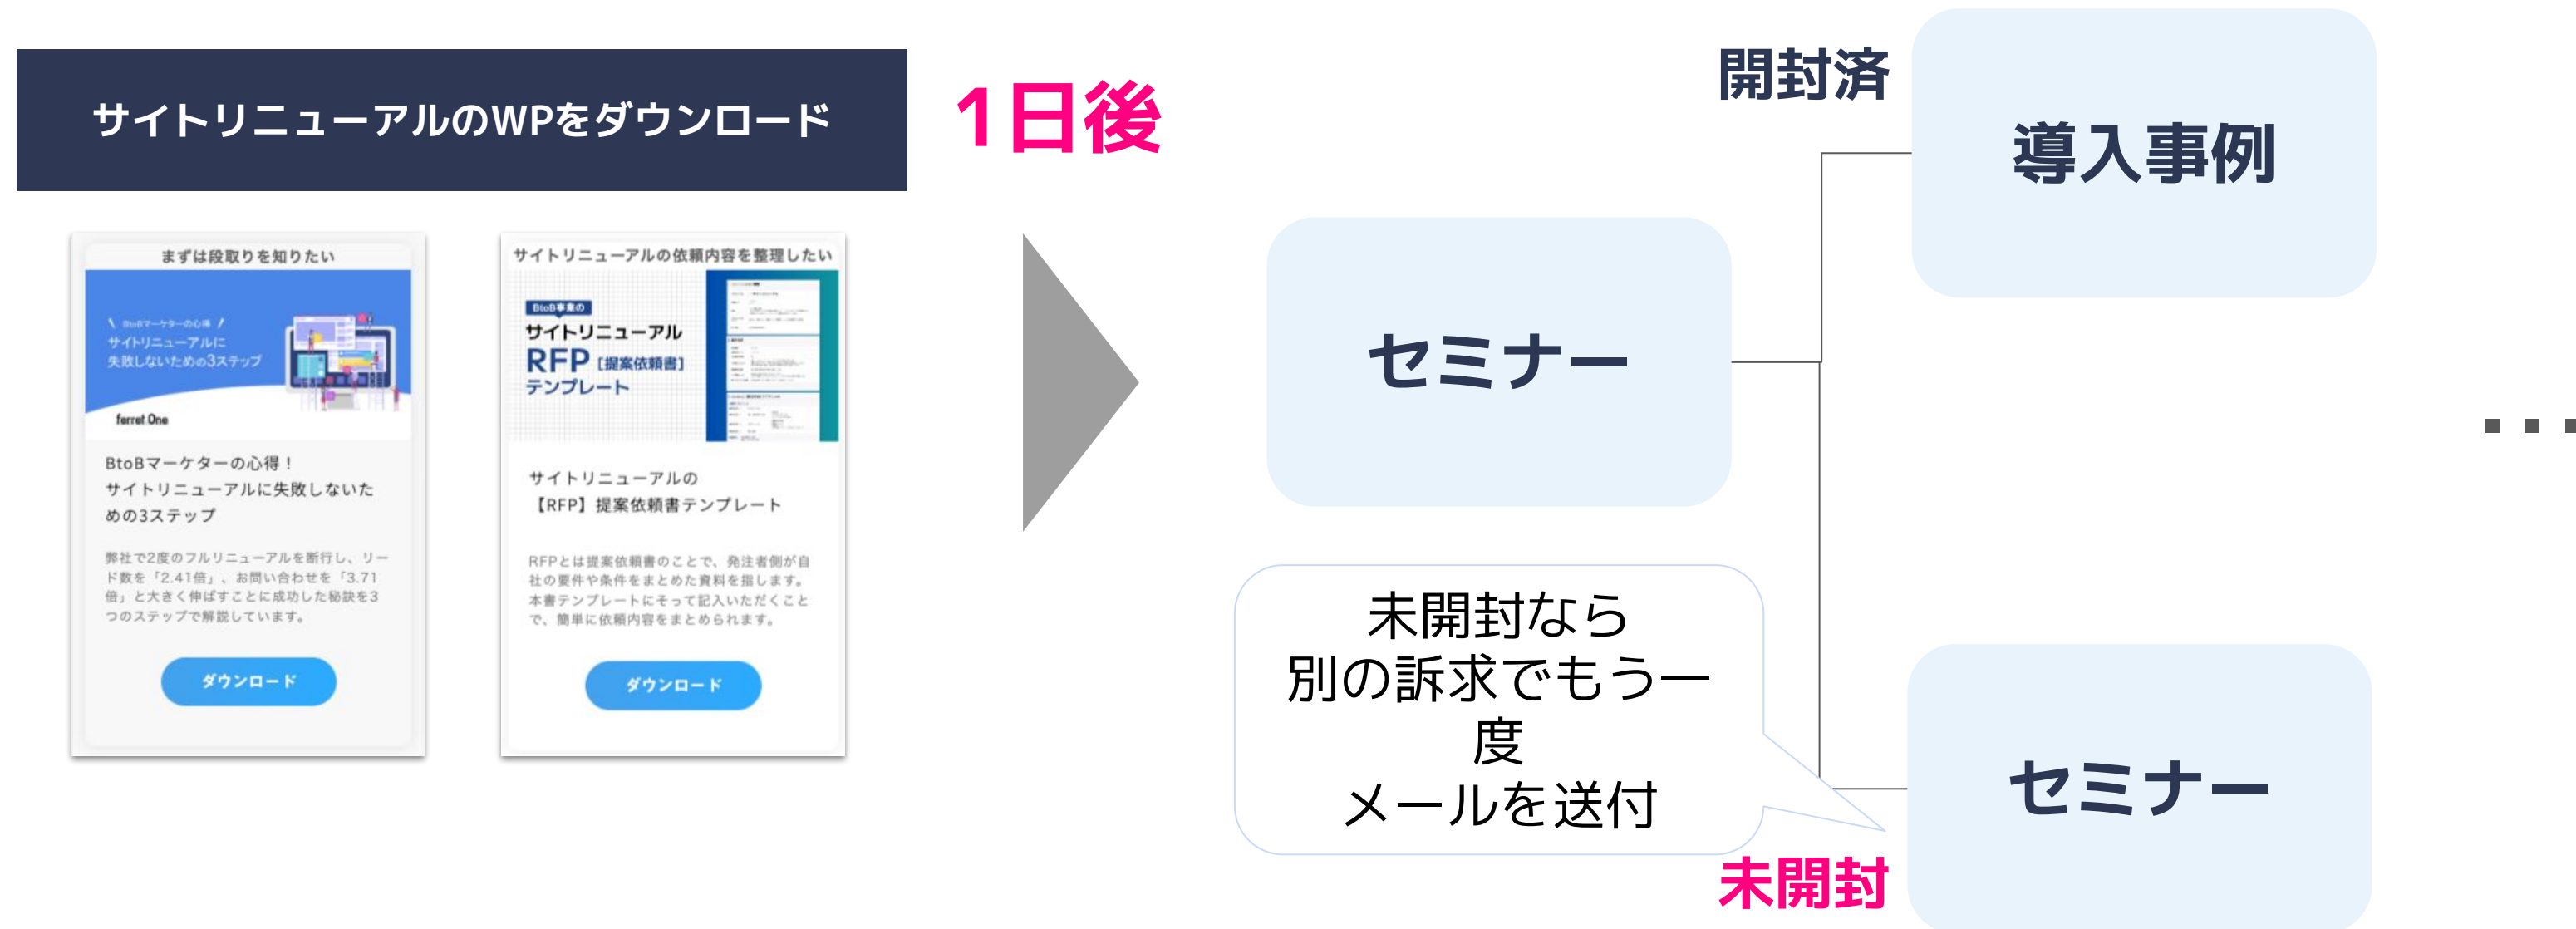 サイトリニューアルのWPをダウンロード
1日後
まずは段取りを知りたい
\ BtoBマーケターの心得 /
サイトリニューアルに
失敗しないための3ステップ
ferret One
BtoBマーケターの心得！
サイトリニューアルに失敗しないた
めの3ステップ
弊社で2度のフルリニューアルを断行し、リー
ド数を「2.41倍」、お問い合わせを「3.71
倍」と大きく伸ばすことに成功した秘訣を3
つのステップで解説しています。
ダウンロード
サイトリニューアルの依頼内容を整理したい
BtoB事業の
サイトリニューアル
RFP［提案依頼書］
テンプレート
サイトリニューアルの
【RFP】提案依頼書テンプレート
RFPとは提案依頼書のことで、発注者側が自
社の要件や条件をまとめた資料を指します。
本書テンプレートにそって記入いただくこと
で、簡単に依頼内容をまとめられます。
ダウンロード
セミナー
開封済
導入事例
未開封なら
別の訴求でもう一
度
メールを送付
未開封
セミナー